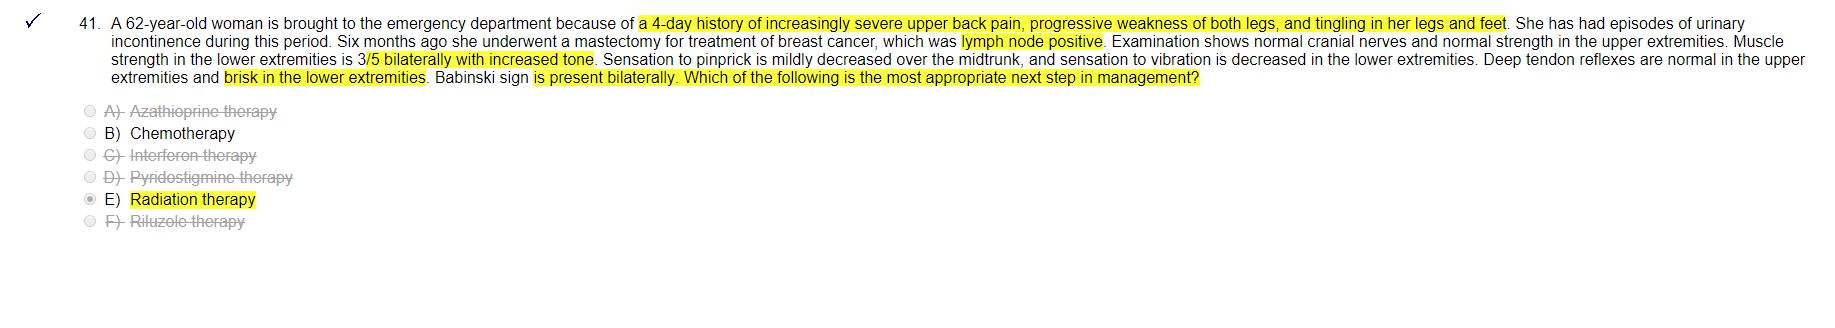 41. A 62-year-old woman is brought to the emergency department because of a 4-day history of increasingly severe upper back pain, progressive weakness of both legs, and tingling in her legs and feet. She has had episodes of urinary
incontinence during this period. Six months ago she underwent a mastectomy for treatment of breast cancer, which was lymph node positive. Examination shows normal cranial nerves and normal strength in the upper extremities. Muscle
strength in the lower extremities is 3/5 bilaterally with increased tone. Sensation to pinprick is mildly decreased over the midtrunk, and sensation to vibration is decreased in the lower extremities. Deep tendon reflexes are normal in the upper
extremities and brisk in the lower extremities. Babinski sign is present bilaterally. Which of the following is the most appropriate next step in management?
A) Azathioprine therapy
B) Chemotherapy
C) Interferon therapy
D) Pyridostigmine therapy
E) Radiation therapy
F) Riluzole therapy